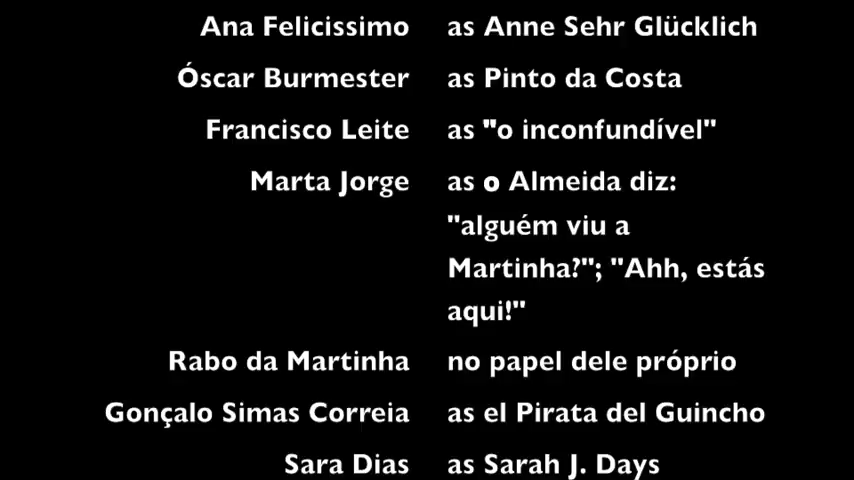 Ana Felicissimo as Anne Sehr Glücklich
Óscar Burmester as Pinto da Costa
Francisco Leite as "o inconfundível"
Marta Jorge as o Almeida diz:
"alguém viu a
Martinha?"; "Ahh, estás
aqui!"
Rabo da Martinha no papel dele próprio
Gonçalo Simas Correia as el Pirata del Guincho
Sara Dias as Sarah J. Days